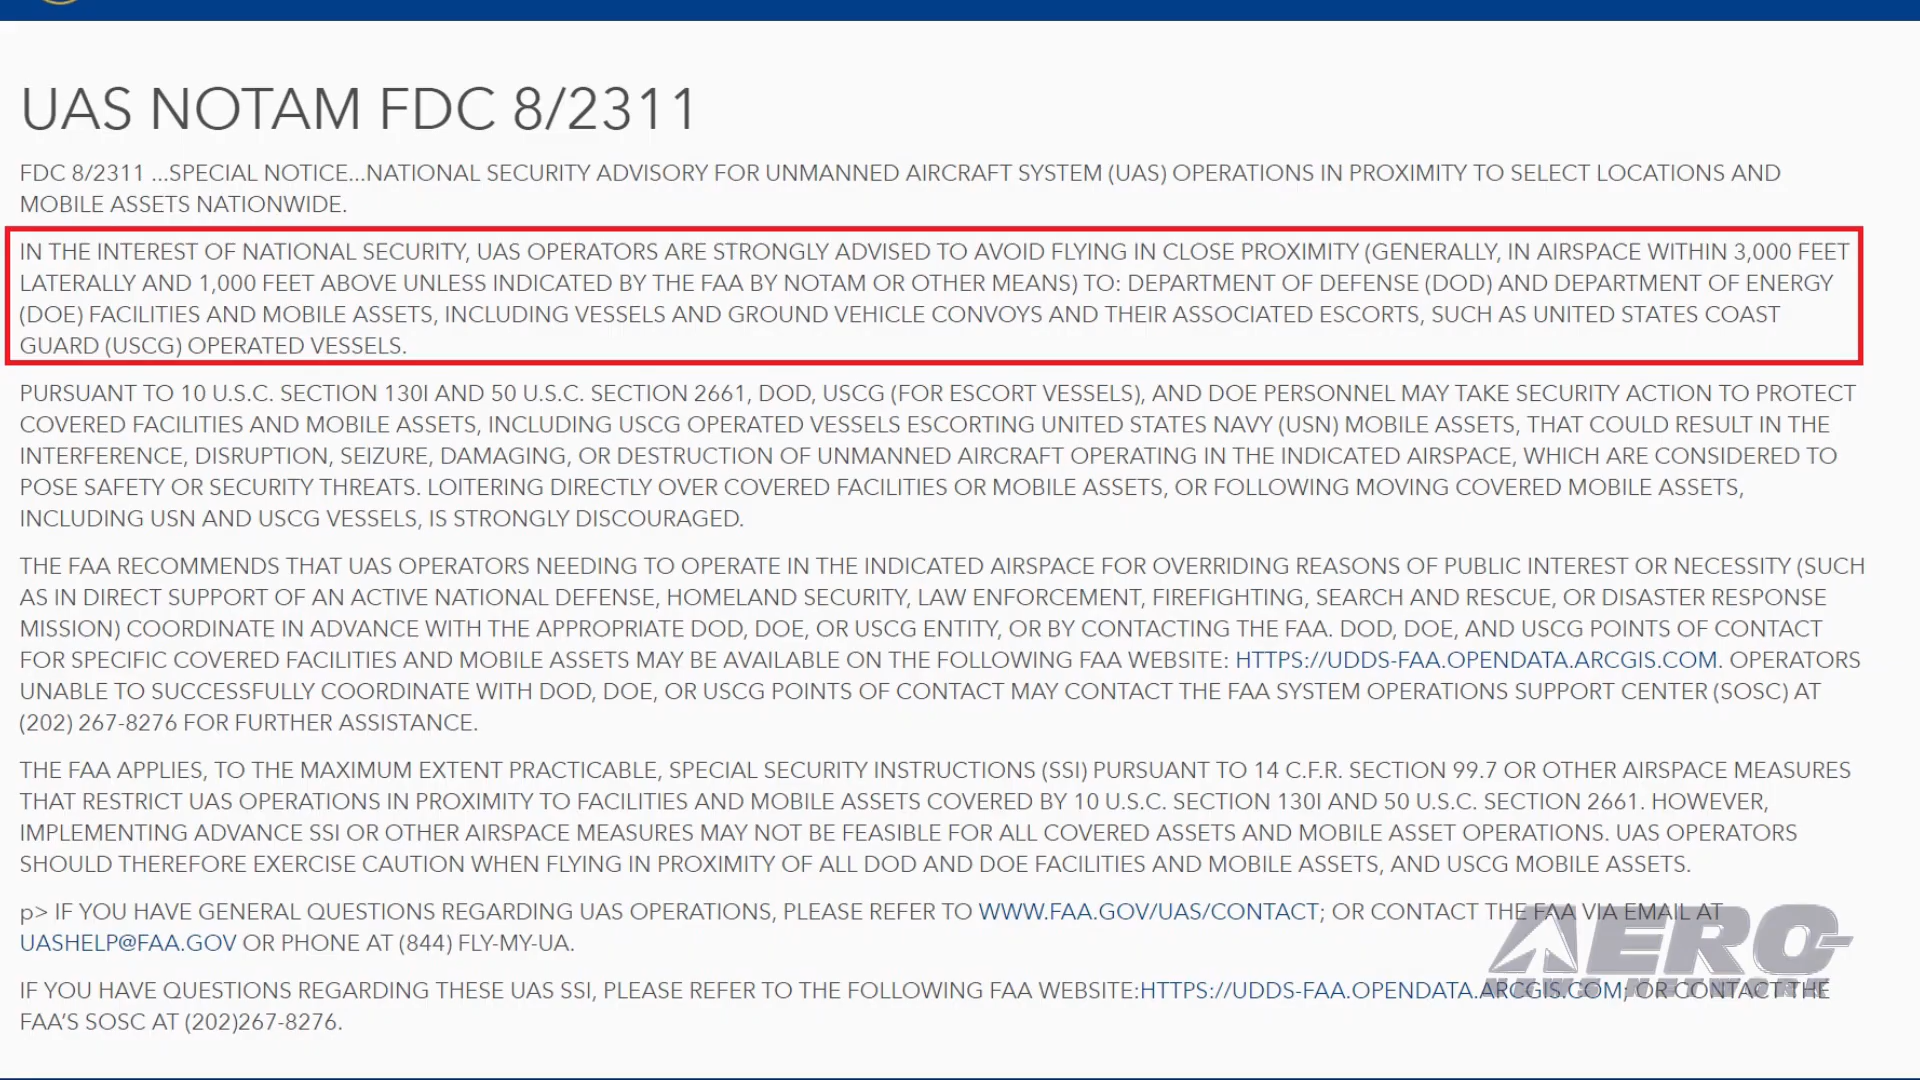 UAS NOTAM FDC 8/2311
FDC 8/2311 ...SPECIAL NOTICE...NATIONAL SECURITY ADVISORY FOR UNMANNED AIRCRAFT SYSTEM (UAS) OPERATIONS IN PROXIMITY TO SELECT LOCATIONS AND
MOBILE ASSETS NATIONWIDE.
IN THE INTEREST OF NATIONAL SECURITY, UAS OPERATORS ARE STRONGLY ADVISED TO AVOID FLYING IN CLOSE PROXIMITY (GENERALLY, IN AIRSPACE WITHIN 3,000 FEET
LATERALLY AND 1,000 FEET ABOVE UNLESS INDICATED BY THE FAA BY NOTAM OR OTHER MEANS) TO: DEPARTMENT OF DEFENSE (DOD) AND DEPARTMENT OF ENERGY
(DOE) FACILITIES AND MOBILE ASSETS, INCLUDING VESSELS AND GROUND VEHICLE CONVOYS AND THEIR ASSOCIATED ESCORTS, SUCH AS UNITED STATES COAST
GUARD (USCG) OPERATED VESSELS.
PURSUANT TO 10 U.S.C. SECTION 130I AND 50 U.S.C. SECTION 2661, DOD, USCG (FOR ESCORT VESSELS), AND DOE PERSONNEL MAY TAKE SECURITY ACTION TO PROTECT
COVERED FACILITIES AND MOBILE ASSETS, INCLUDING USCG OPERATED VESSELS ESCORTING UNITED STATES NAVY (USN) MOBILE ASSETS, THAT COULD RESULT IN THE
INTERFERENCE, DISRUPTION, SEIZURE, DAMAGING, OR DESTRUCTION OF UNMANNED AIRCRAFT OPERATING IN THE INDICATED AIRSPACE, WHICH ARE CONSIDERED TO
POSE SAFETY OR SECURITY THREATS. LOITERING DIRECTLY OVER COVERED FACILITIES OR MOBILE ASSETS, OR FOLLOWING MOVING COVERED MOBILE ASSETS,
INCLUDING USN AND USCG VESSELS, IS STRONGLY DISCOURAGED.
THE FAA RECOMMENDS THAT UAS OPERATORS NEEDING TO OPERATE IN THE INDICATED AIRSPACE FOR OVERRIDING REASONS OF PUBLIC INTEREST OR NECESSITY (SUCH
AS IN DIRECT SUPPORT OF AN ACTIVE NATIONAL DEFENSE, HOMELAND SECURITY, LAW ENFORCEMENT, FIREFIGHTING, SEARCH AND RESCUE, OR DISASTER RESPONSE
MISSION) COORDINATE IN ADVANCE WITH THE APPROPRIATE DOD, DOE, OR USCG ENTITY, OR BY CONTACTING THE FAA. DOD, DOE, AND USCG POINTS OF CONTACT
FOR SPECIFIC COVERED FACILITIES AND MOBILE ASSETS MAY BE AVAILABLE ON THE FOLLOWING FAA WEBSITE: HTTPS://UDDS-FAA.OPENDATA.ARCGIS.COM. OPERATORS
UNABLE TO SUCCESSFULLY COORDINATE WITH DOD, DOE, OR USCG POINTS OF CONTACT MAY CONTACT THE FAA SYSTEM OPERATIONS SUPPORT CENTER (SOSC) AT
(202) 267-8276 FOR FURTHER ASSISTANCE.
THE FAA APPLIES, TO THE MAXIMUM EXTENT PRACTICABLE, SPECIAL SECURITY INSTRUCTIONS (SSI) PURSUANT TO 14 C.F.R. SECTION 99.7 OR OTHER AIRSPACE MEASURES
THAT RESTRICT UAS OPERATIONS IN PROXIMITY TO FACILITIES AND MOBILE ASSETS COVERED BY 10 U.S.C. SECTION 130I AND 50 U.S.C. SECTION 2661. HOWEVER,
IMPLEMENTING ADVANCE SSI OR OTHER AIRSPACE MEASURES MAY NOT BE FEASIBLE FOR ALL COVERED ASSETS AND MOBILE ASSET OPERATIONS. UAS OPERATORS
SHOULD THEREFORE EXERCISE CAUTION WHEN FLYING IN PROXIMITY OF ALL DOD AND DOE FACILITIES AND MOBILE ASSETS, AND USCG MOBILE ASSETS.
p> IF YOU HAVE GENERAL QUESTIONS REGARDING UAS OPERATIONS, PLEASE REFER TO WWW.FAA.GOV/UAS/CONTACT; OR CONTACT THE FAA VIA EMAIL AT
UASHELP@FAA.GOV OR PHONE AT (844) FLY-MY-UA.
IF YOU HAVE QUESTIONS REGARDING THESE UAS SSI, PLEASE REFER TO THE FOLLOWING FAA WEBSITE:HTTPS://UDDS-FAA.OPENDATA.ARCGIS.COM; OR CONTACT THE
FAA'S SOSC AT (202)267-8276.
AERO-
NEWS NETWORK